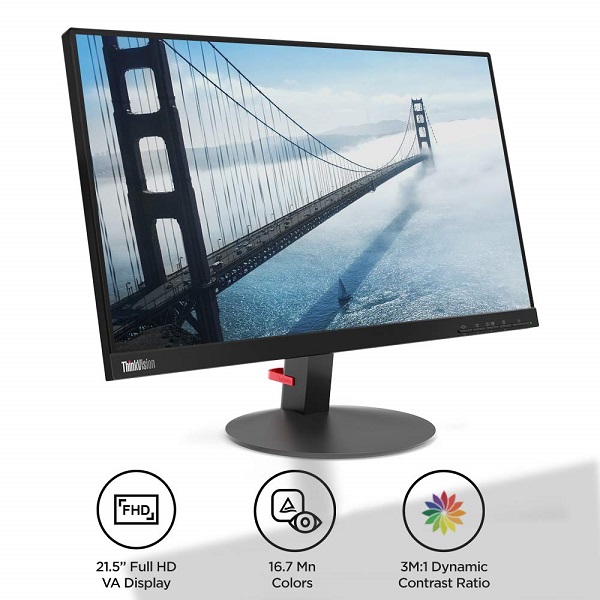 ThinkVision
FHD
21.5" Full HD
VA Display
16.7 Mn
Colors
3M:1 Dynamic
Contrast Ratio